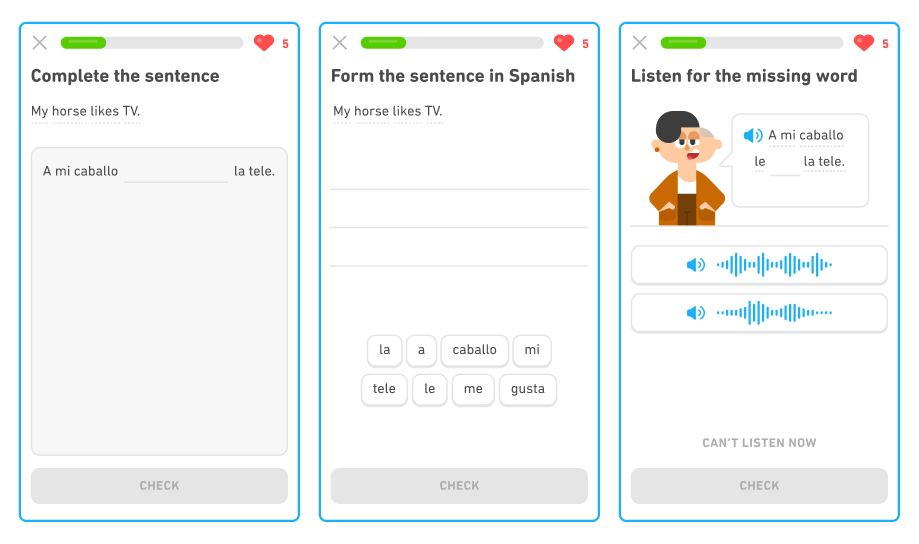 5
Complete the sentence
My horse likes TV.
A mi caballo la tele.
CHECK
5
Form the sentence in Spanish
My horse likes TV.
la a caballo mi
tele le me gusta
CHECK
5
Listen for the missing word
A mi caballo
le la tele.
CAN'T LISTEN NOW
CHECK